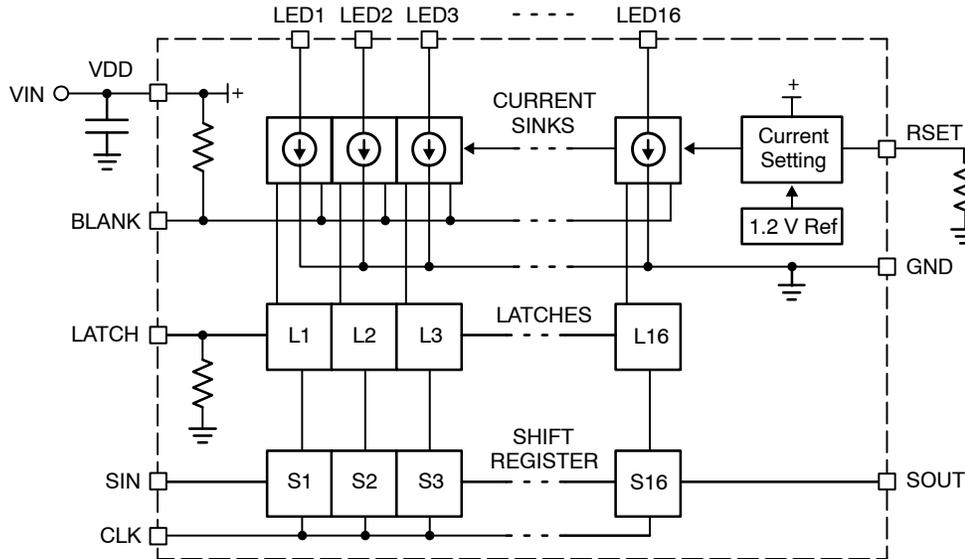 LED1 LED2 LED3 LED16
VDD
VIN
+
+
CURRENT
SINKS
Current
Setting
RSET
BLANK
1.2 V Ref
GND
LATCH
L1 L2 L3
LATCHES
L16
SHIFT
REGISTER
SIN
S1 S2 S3
S16
SOUT
CLK